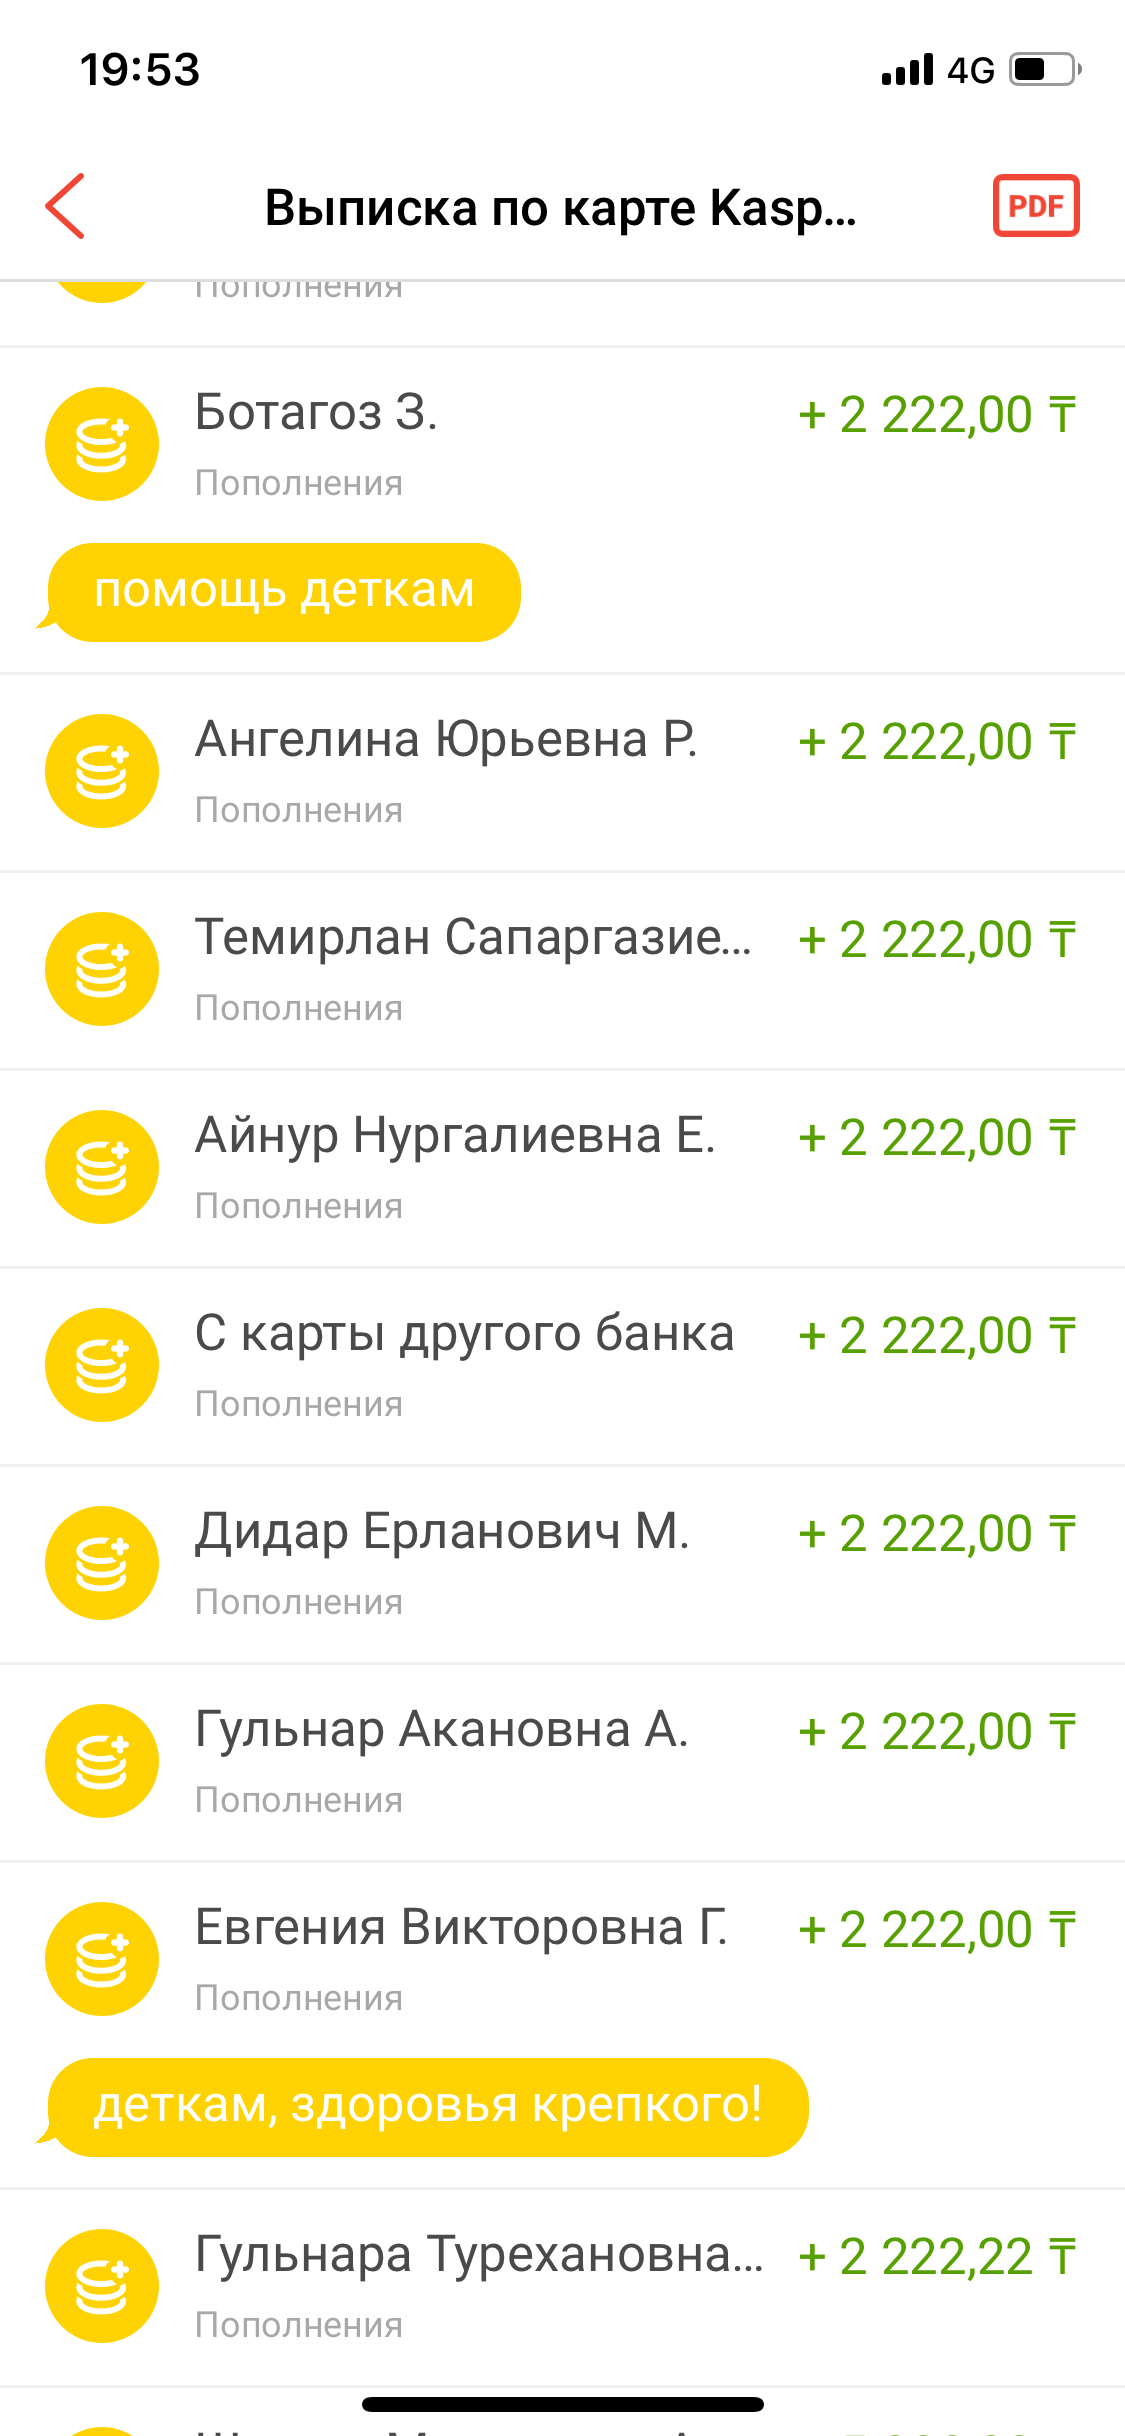 19:53
4G
Выписка по карте Kasp...
PDF
Пополнения
Ботагоз З.
+ 2 222,00 ₸
Пополнения
помощь деткам
Ангелина Юрьевна Р.
+ 2 222,00 ₸
Пополнения
Темирлан Сапаргазие...
+ 2 222,00 ₸
Пополнения
Айнур Нургалиевна Е.
+ 2 222,00 ₸
Пополнения
С карты другого банка
+ 2 222,00 ₸
Пополнения
Дидар Ерланович М.
+ 2 222,00 ₸
Пополнения
Гульнар Акановна А.
+ 2 222,00 ₸
Пополнения
Евгения Викторовна Г.
+ 2 222,00 ₸
Пополнения
деткам, здоровья крепкого!
Гульнара Турехановна...
+ 2 222,22 ₸
Пополнения